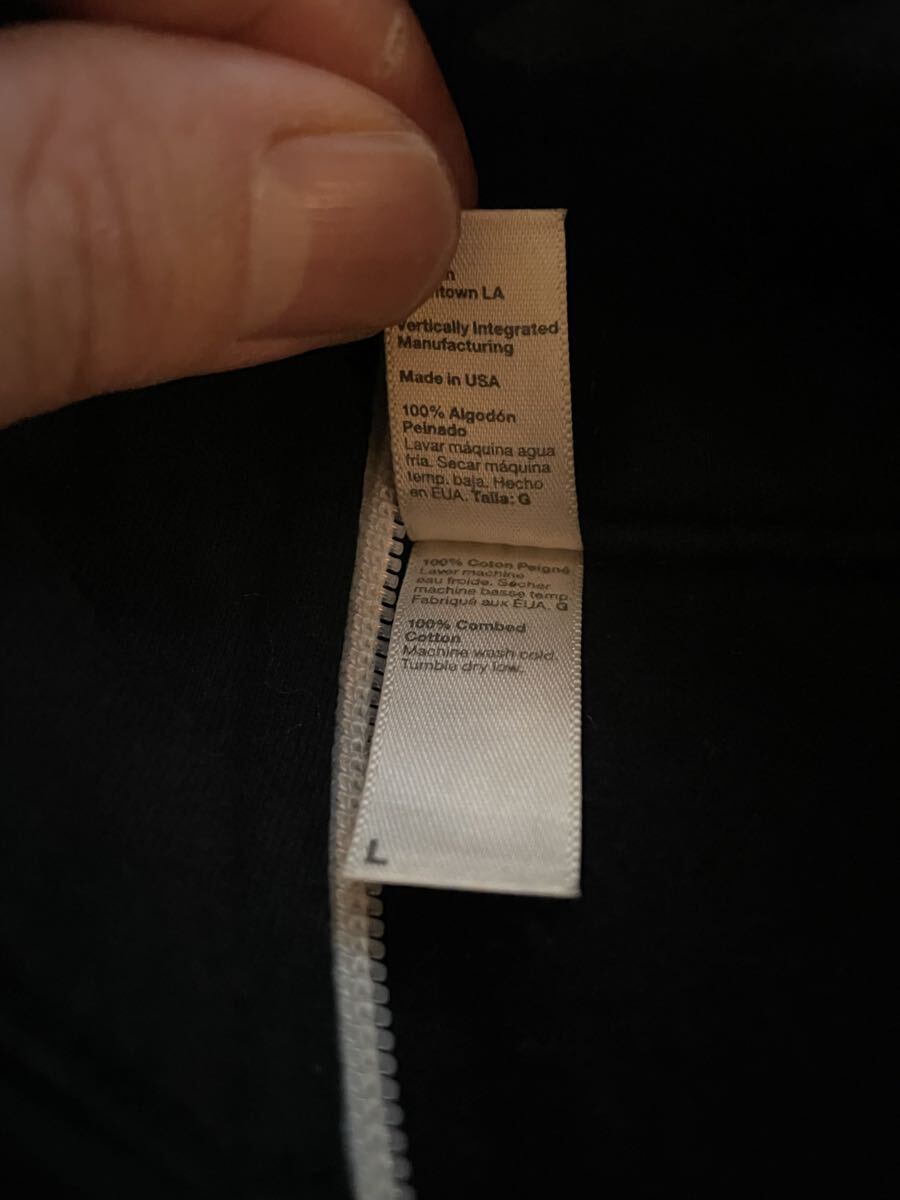 LA
Vertically Integrated
Manufacturing
Made in USA
100% Algodón
Peinado
Lavar máquina agua
fria. Secar máquina
temp. baja. Hecho
en EUA. Talla: G
100% Coton Peigné
Laver machine
eau froide. Sécher
machine basse temp.
Fabriqué aux EUA. G
100% Combed
Cotton
Machine wash cold.
Tumble dry low.
L